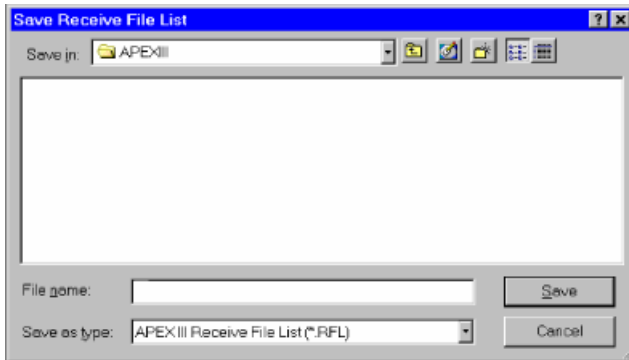 Save Receive File List
Save in: APEXIII
File name: Save
Save as type: APEX III Receive File List (*.RFL) Cancel